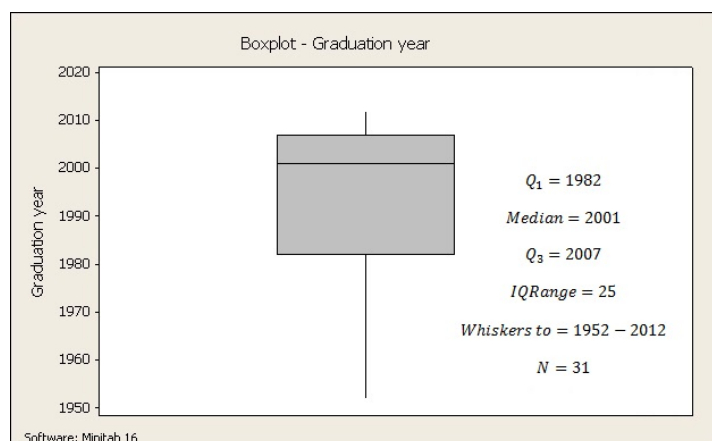 Boxplot - Graduation year
2020
2010
2000
1990
1980
1970
1960
1950
Graduation year
Q₁ = 1982
Median = 2001
Q₃ = 2007
IQRange = 25
Whiskers to = 1952 − 2012
N = 31
Software: Minitab 16